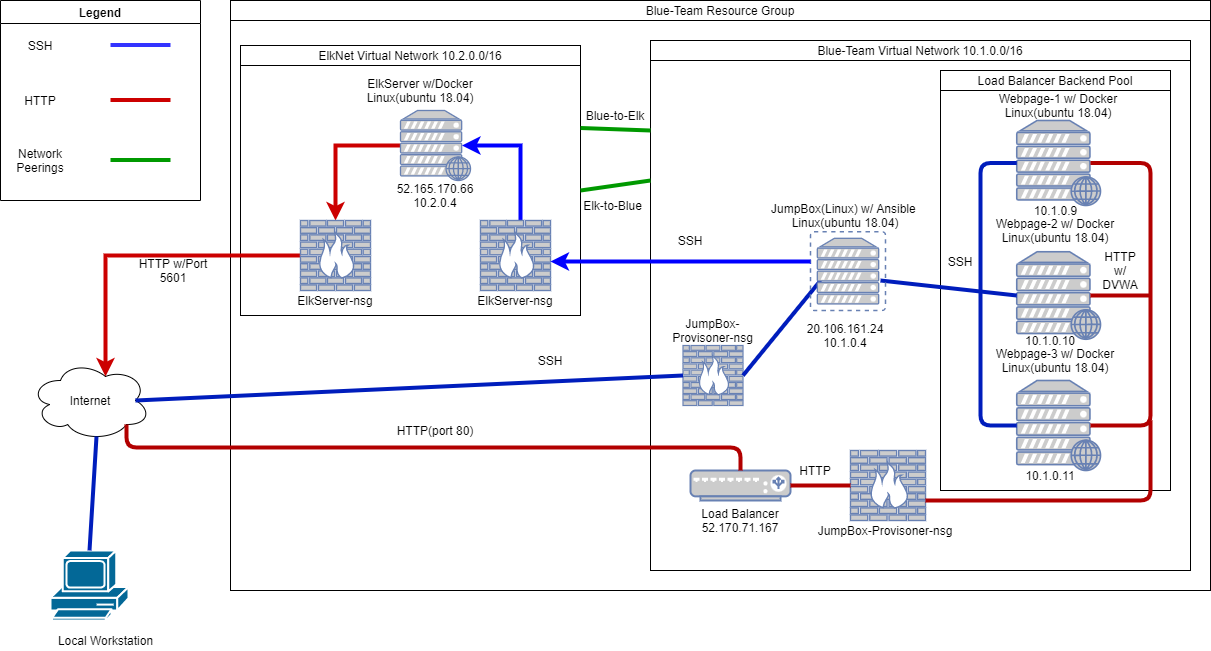 Legend
SSH
HTTP
Network
Peerings
Blue-Team Resource Group
ElkNet Virtual Network 10.2.0.0/16
ElkServer w/Docker
Linux(ubuntu 18.04)
52.165.170.66
10.2.0.4
ElkServer-nsg
ElkServer-nsg
Blue-to-Elk
Elk-to-Blue
Blue-Team Virtual Network 10.1.0.0/16
Load Balancer Backend Pool
Webpage-1 w/ Docker
Linux(ubuntu 18.04)
10.1.0.9
Webpage-2 w/ Docker
Linux(ubuntu 18.04)
10.1.0.10
Webpage-3 w/ Docker
Linux(ubuntu 18.04)
10.1.0.11
SSH
HTTP
w/
DVWA
JumpBox(Linux) w/ Ansible
Linux(ubuntu 18.04)
20.106.161.24
10.1.0.4
SSH
JumpBox-
Provisoner-nsg
HTTP w/Port
5601
SSH
Internet
HTTP(port 80)
HTTP
Load Balancer
52.170.71.167
JumpBox-Provisoner-nsg
Local Workstation